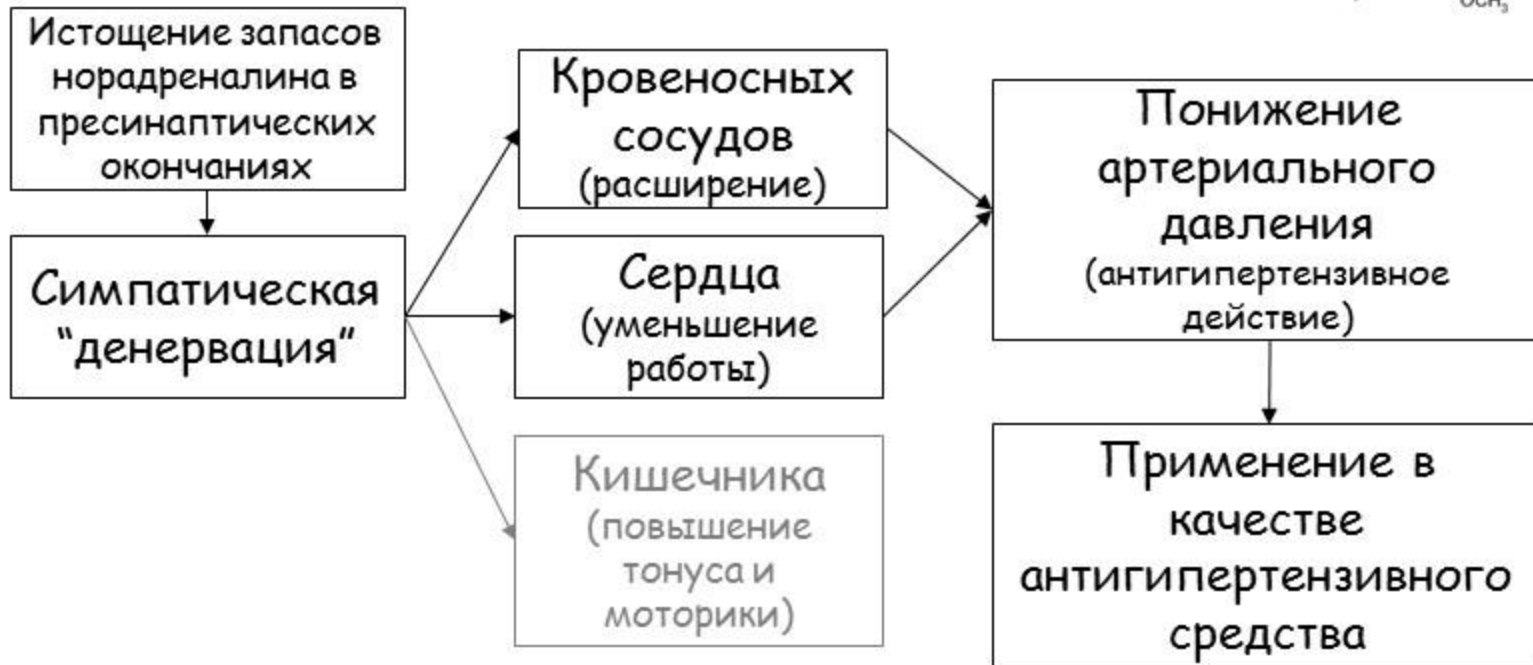 OCH₃
Истощение запасов
норадреналина в
пресинаптических
окончаниях
Симпатическая
"денервация"
Кровеносных
сосудов
(расширение)
Сердца
(уменьшение
работы)
Кишечника
(повышение
тонуса и
моторики)
Понижение
артериального
давления
(антигипертензивное
действие)
Применение в
качестве
антигипертензивного
средства